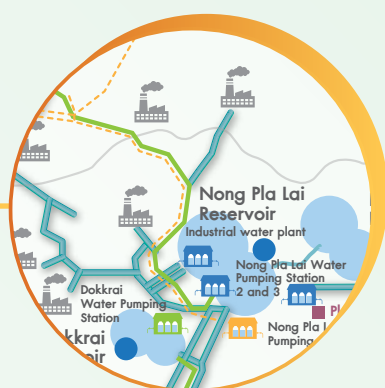 Nong Pla Lai
Reservoir
Industrial water plant
Nong Pla Lai Water
Pumping Station
2 and 3
Dokkrai
Water Pumping
Station
Nong Pla
Pumping